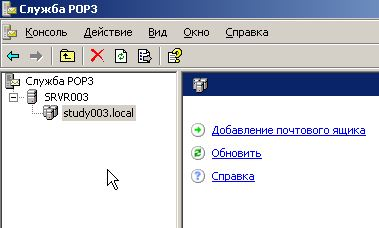 Служба POP3
Консоль Действие Вид Окно Справка
Служба POP3
SRVR003
study003.local
Добавление почтового ящика
Обновить
Справка